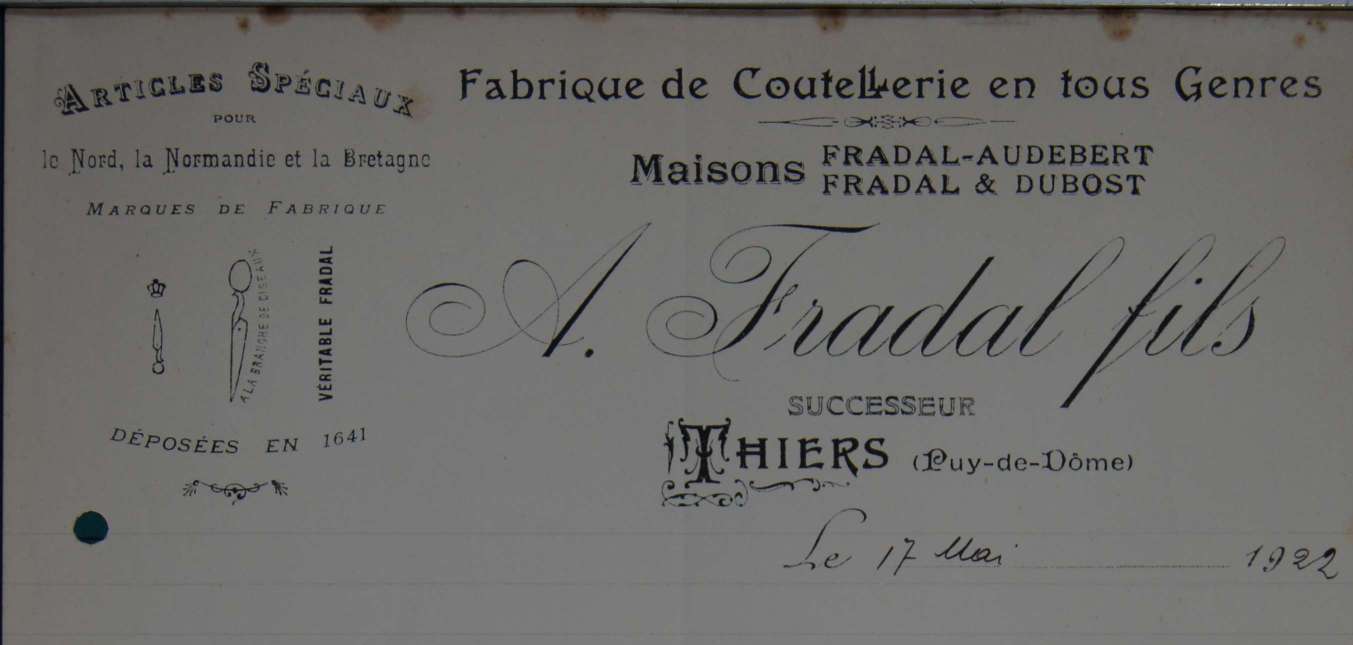 Articles Spéciaux
POUR
le Nord, la Normandie et la Bretagne
Marques de Fabrique
A LA BRANCHE DE CISEAUX
VÉRITABLE FRADAL
DÉPOSÉES EN 1641
Fabrique de Coutellerie en tous Genres
Maisons FRADAL-AUDEBERT
FRADAL & DUBOST
A. Fradal fils
SUCCESSEUR
THIERS (Puy-de-Dôme)
Le 17 Mai 1922